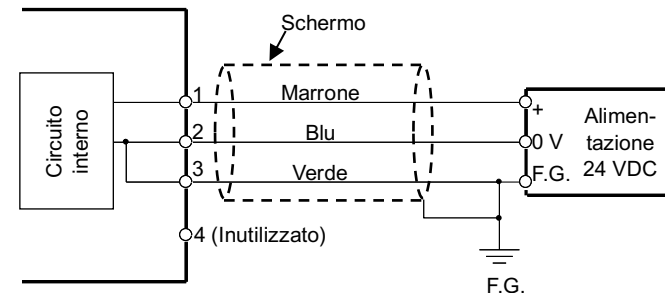 Schermo
Circuito
interno
1
Marrone
+
2
Blu
0 V
3
Verde
F.G.
Alimen-
tazione
24 VDC
4 (Inutilizzato)
F.G.